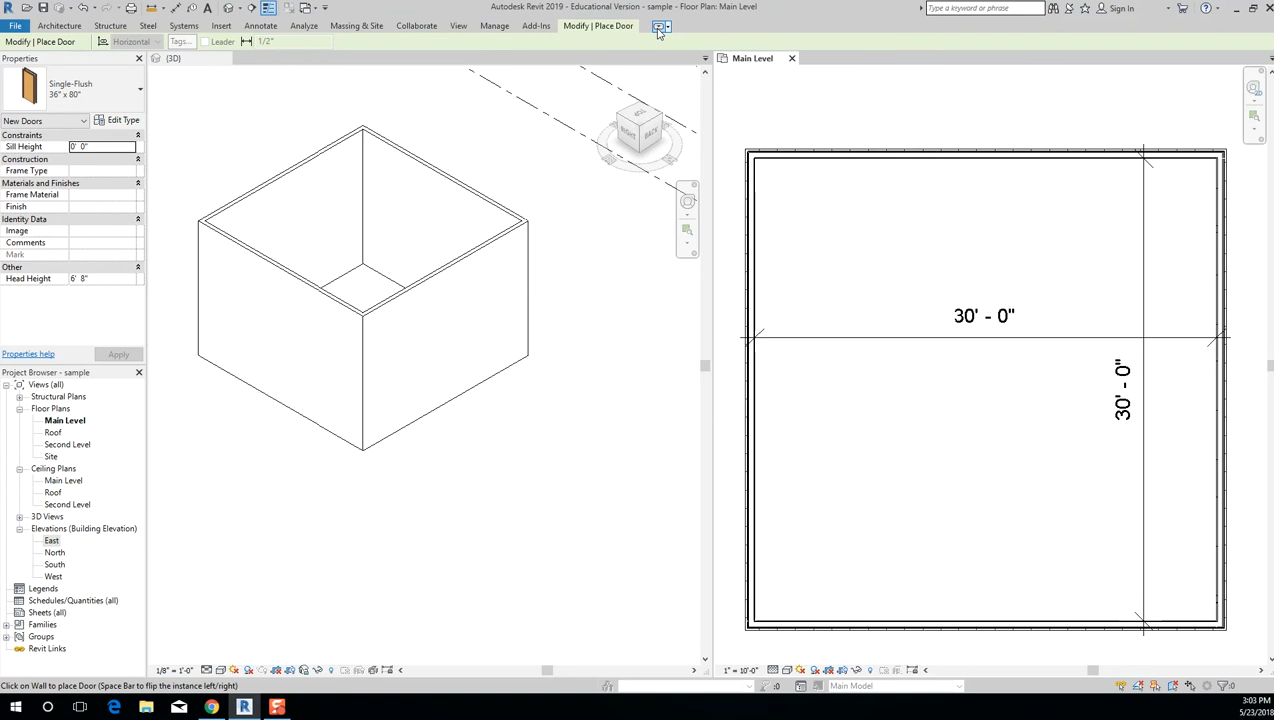 Autodesk Revit 2019 - Educational Version - sample - Floor Plan: Main Level
Type a keyword or phrase
Sign In
File Architecture Structure Steel Systems Insert Annotate Analyze Massing & Site Collaborate View Manage Add-Ins Modify | Place Door
Modify | Place Door
Horizontal
Tags...
Leader
1/2"
Properties
{3D}
Main Level
Single-Flush
36" x 80"
New Doors
Edit Type
Constraints
Sill Height 0' 0"
Construction
Frame Type
Materials and Finishes
Frame Material
Finish
Identity Data
Image
Comments
Mark
Other
Head Height 6' 8"
Properties help
Apply
TOP
RIGHT
BACK
30' - 0"
30' - 0"
Project Browser - sample
Views (all)
Structural Plans
Floor Plans
Main Level
Roof
Second Level
Site
Ceiling Plans
Main Level
Roof
Second Level
3D Views
Elevations (Building Elevation)
East
North
South
West
Legends
Schedules/Quantities (all)
Sheets (all)
Families
Groups
Revit Links
1/8" = 1'-0"
1" = 10'-0"
Click on Wall to place Door (Space Bar to flip the instance left/right)
:0
Main Model
:0
3:03 PM
5/23/2018